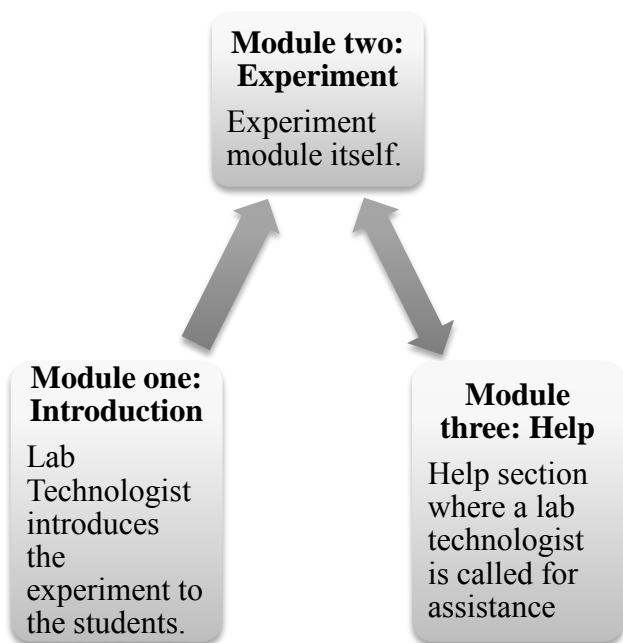 Module two:
Experiment
Experiment
module itself.
Module one:
Introduction
Lab
Technologist
introduces
the
experiment to
the students.
Module
three: Help
Help section
where a lab
technologist
is called for
assistance